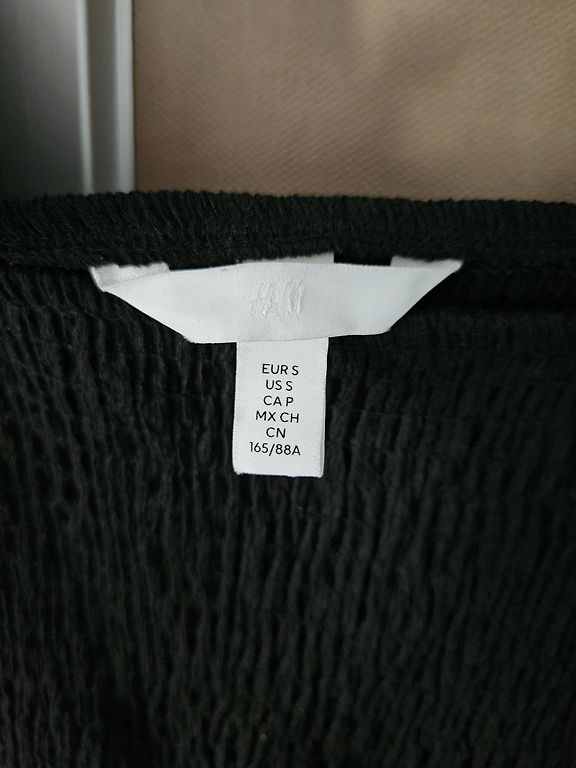 H&M
EUR S
US S
CA P
MX CH
CN
165/88A